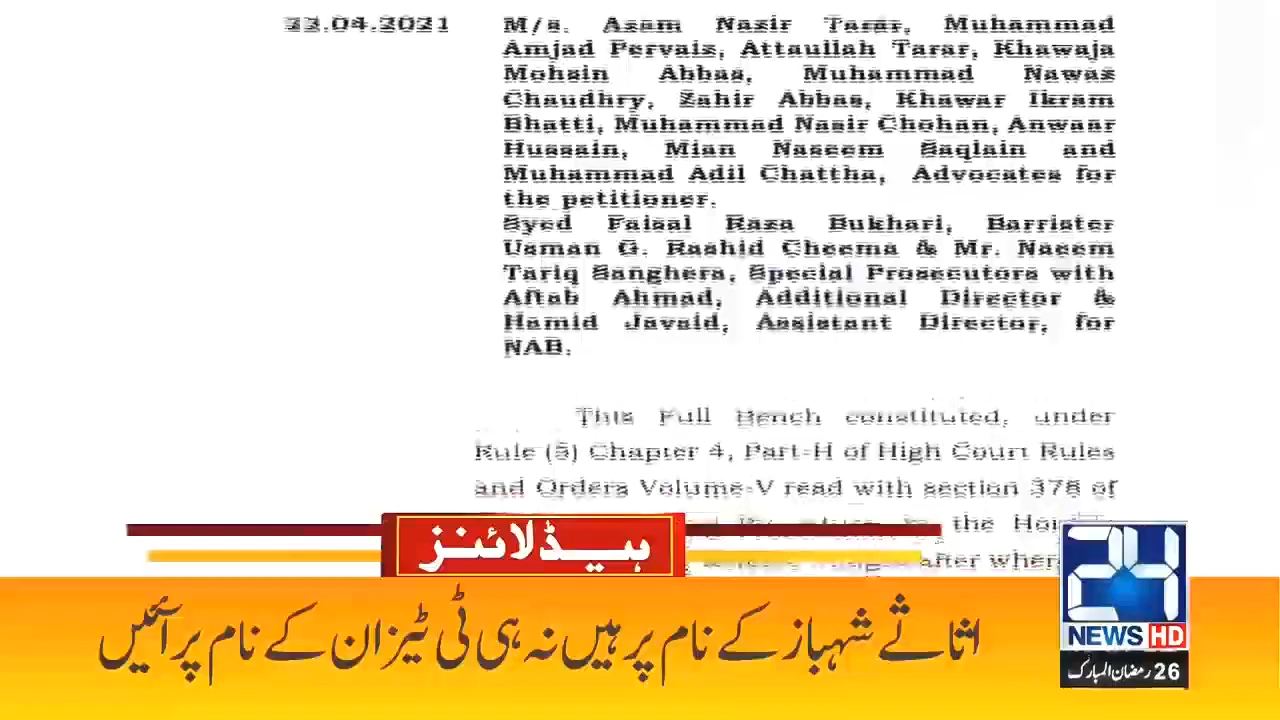 22.04.2021
M/s. Azam Nazir Tarar, Muhammad
Amjad Pervaiz, Attaullah Tarar, Khawaja
Mohsin Abbas, Muhammad Nawaz
Chaudhry, Zahir Abbas, Khawar Ikram
Bhatti, Muhammad Nasir Chohan, Anwaar
Hussain, Mian Naseem Saqlain and
Muhammad Adil Chattha, Advocates for
the petitioner.
Syed Faisal Raza Bukhari, Barrister
Usman G. Rashid Cheema & Mr. Naeem
Tariq Sanghera, Special Prosecutors with
Aftab Ahmad, Additional Director &
Hamid Javaid, Assistant Director, for
NAB.
This Full Bench constituted, under
Rule (5) Chapter 4, Part-H of High Court Rules
and Orders Volume-V read with section 378 of
the
after
ہیڈلائنز
اثاثے شہباز کے نام پر ہیں نہ ہی ٹی ٹیز ان کے نام پر آئیں
24
NEWS HD
26 رمضان المبارک